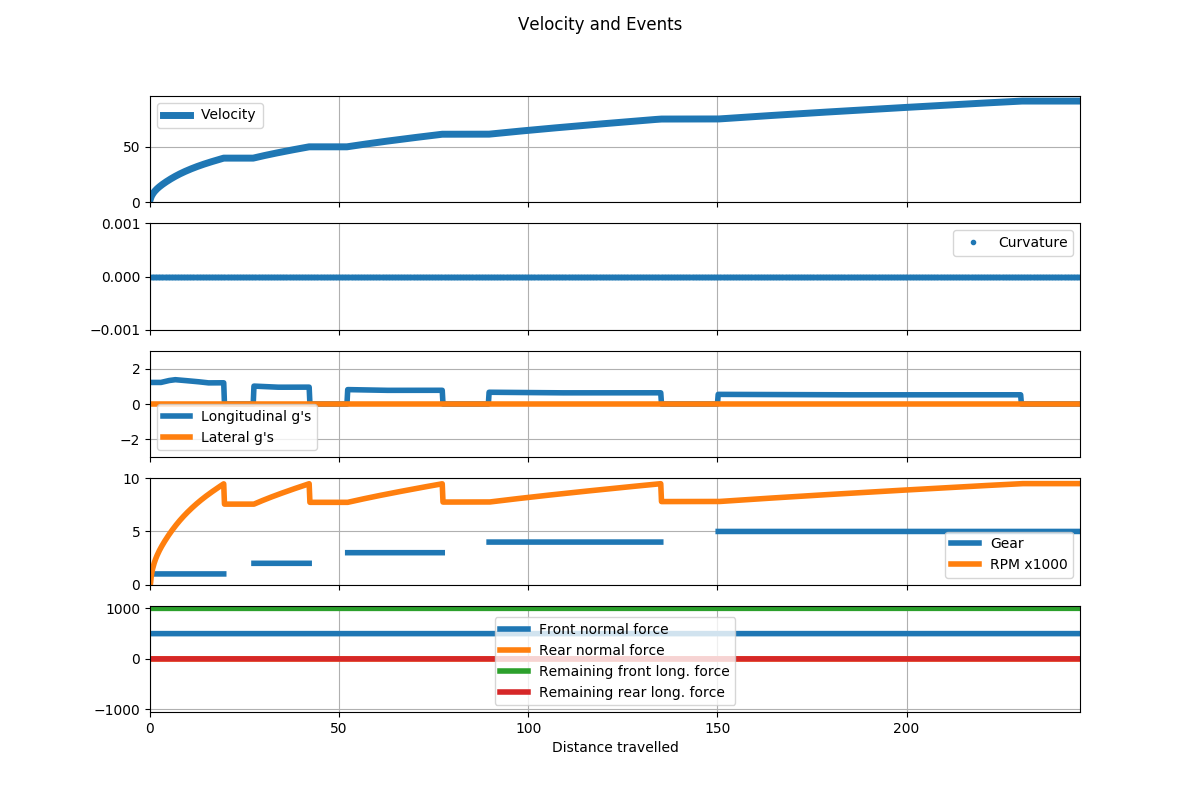 Velocity and Events
Velocity
50
0
0.001
0.000
−0.001
Curvature
2
0
−2
Longitudinal g's
Lateral g's
10
5
0
Gear
RPM x1000
1000
0
−1000
Front normal force
Rear normal force
Remaining front long. force
Remaining rear long. force
0 50 100 150 200
Distance travelled